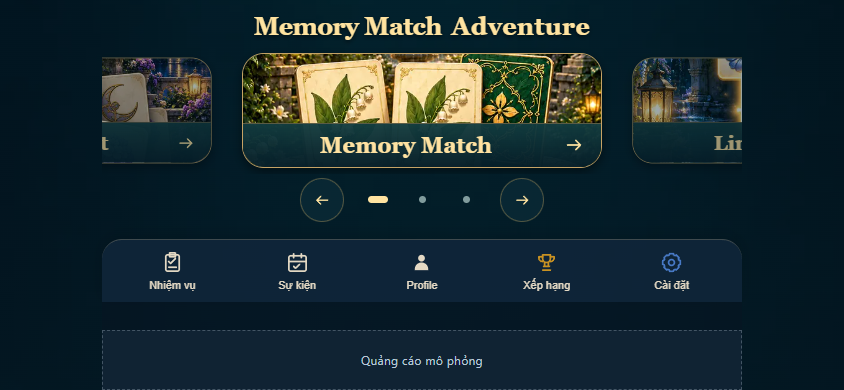 Memory Match Adventure
Memory Match
Nhiệm vụ
Sự kiện
Profile
Xếp hạng
Cài đặt
Quảng cáo mô phỏng